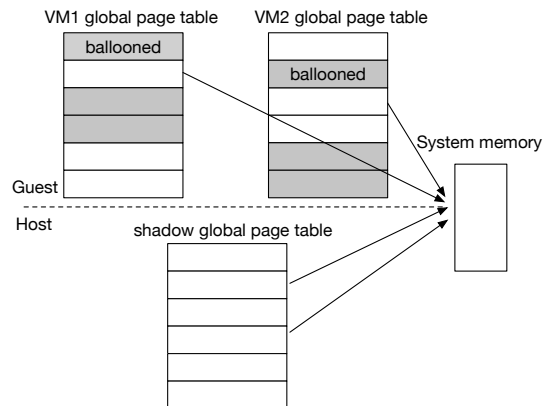 VM1 global page table
VM2 global page table
ballooned
ballooned
System memory
Guest
Host
shadow global page table